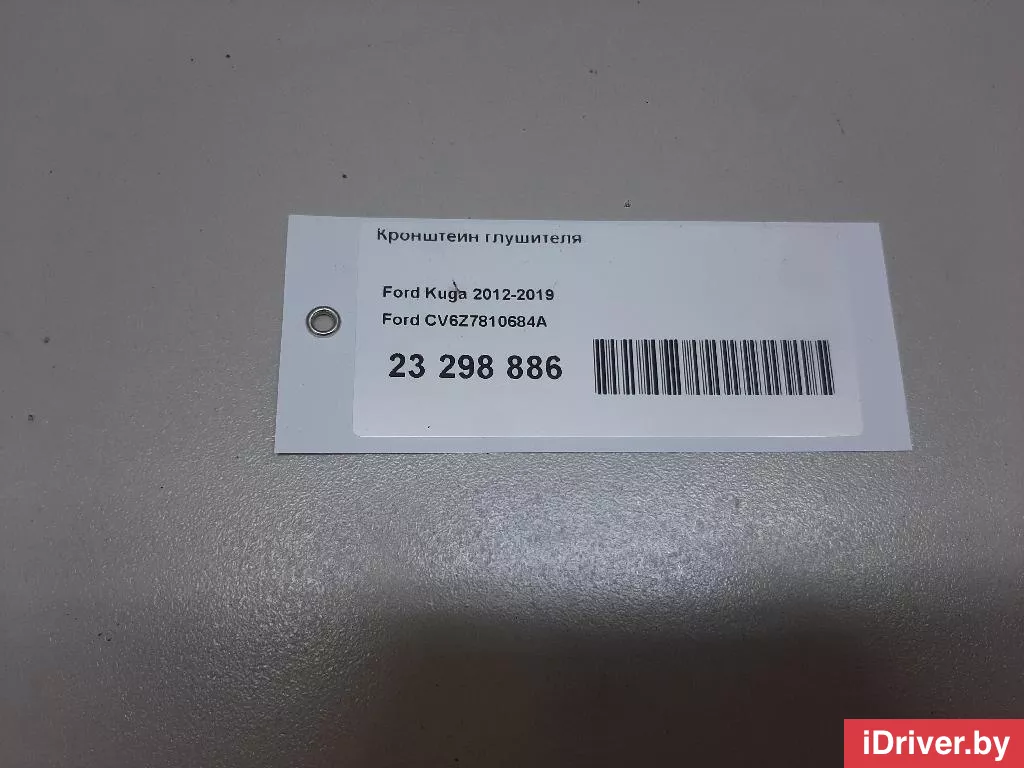 Кронштейн глушителя
Ford Kuga 2012-2019
Ford CV6Z7810684A
23 298 886
iDriver.by